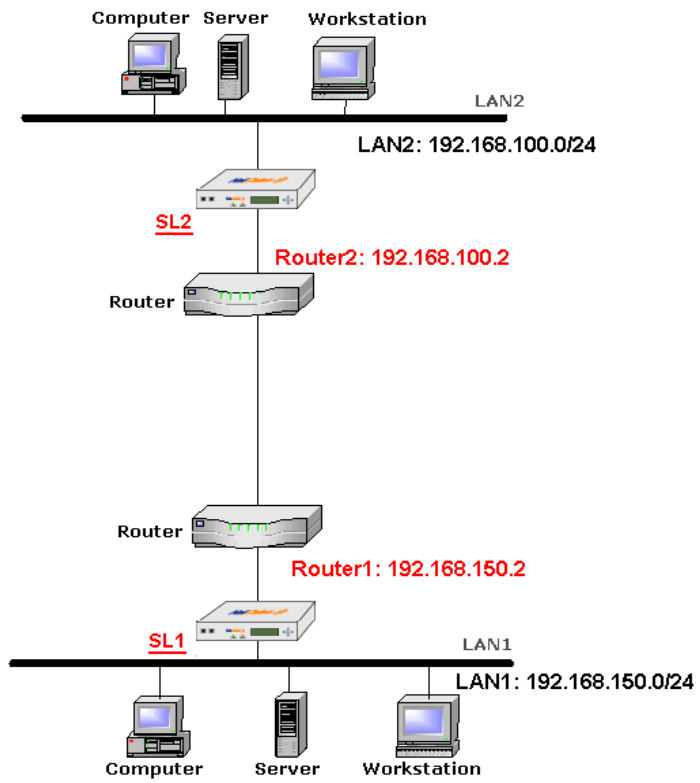 Computer Server Workstation
LAN2
LAN2: 192.168.100.0/24
SL2
Router2: 192.168.100.2
Router
Router
Router1: 192.168.150.2
SL1
LAN1
LAN1: 192.168.150.0/24
Computer Server Workstation